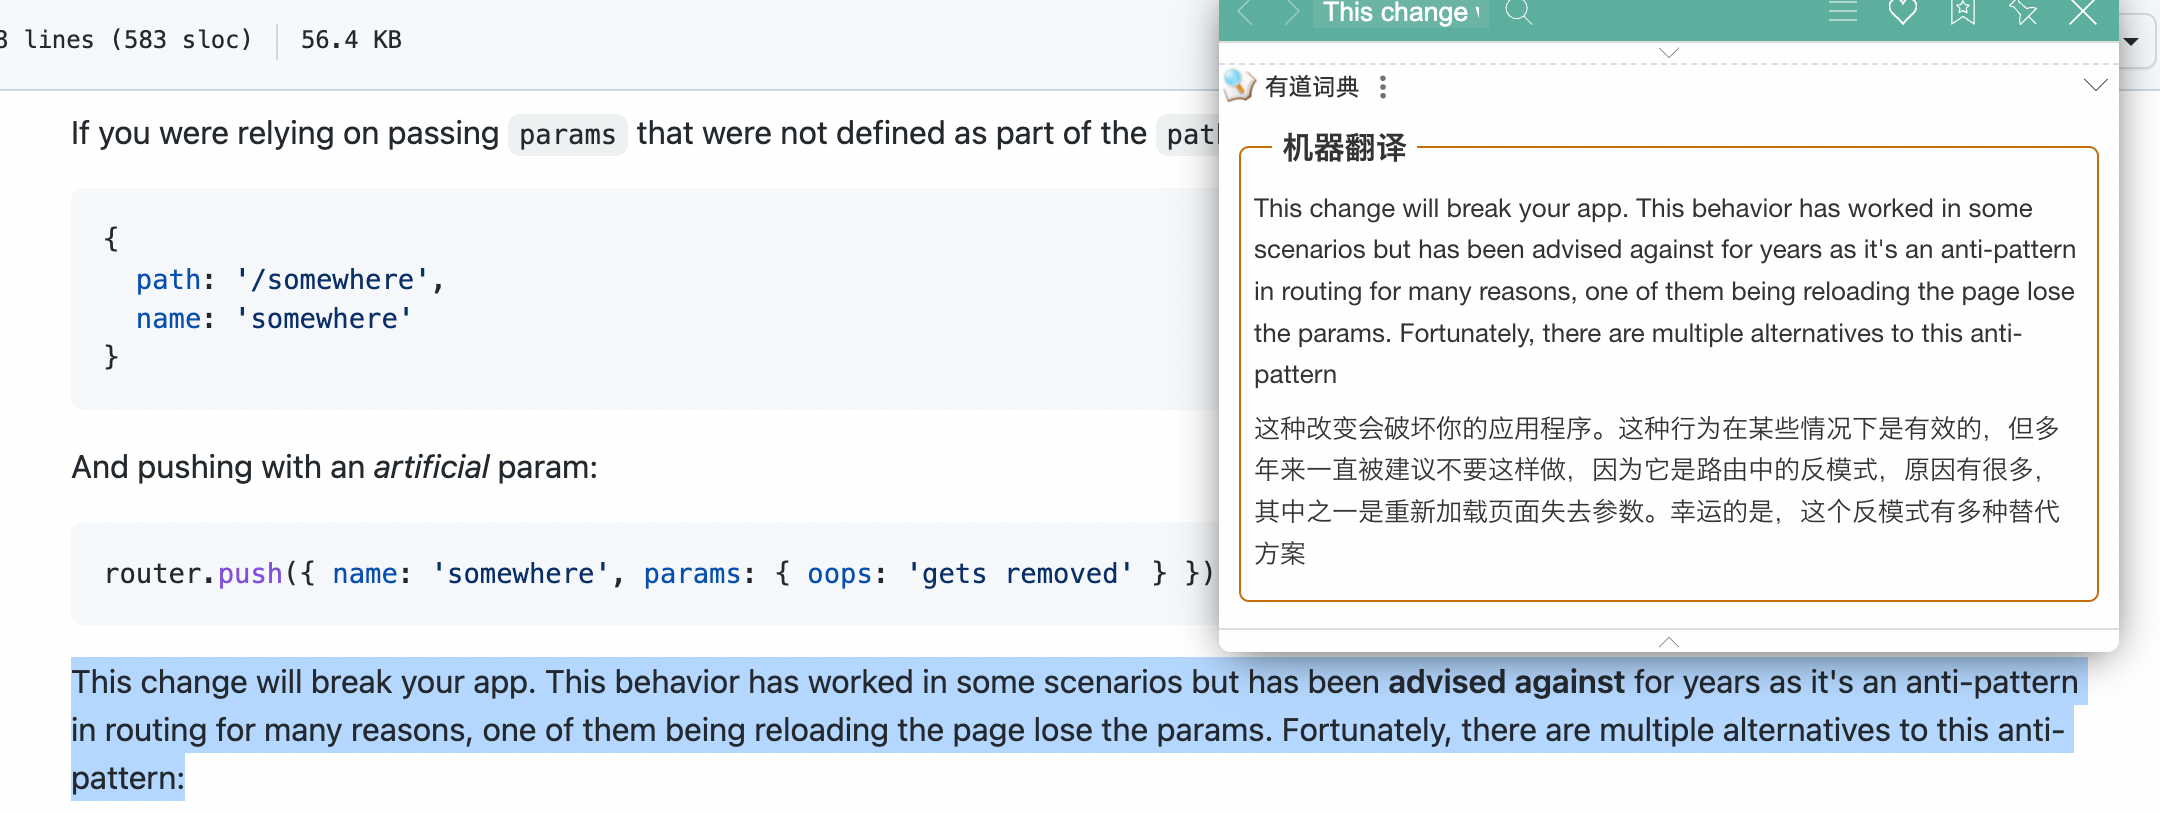 lines (583 sloc) 56.4 KB
If you were relying on passing params that were not defined as part of the
{
path: '/somewhere',
name: 'somewhere'
}
And pushing with an artificial param:
router.push({ name: 'somewhere', params: { oops: 'gets removed' } })
This change will break your app. This behavior has worked in some scenarios but has been advised against for years as it's an anti-pattern
in routing for many reasons, one of them being reloading the page lose the params. Fortunately, there are multiple alternatives to this anti-
pattern:
This change
有道词典
机器翻译
This change will break your app. This behavior has worked in some
scenarios but has been advised against for years as it's an anti-pattern
in routing for many reasons, one of them being reloading the page lose
the params. Fortunately, there are multiple alternatives to this anti-
pattern
这种改变会破坏你的应用程序。这种行为在某些情况下是有效的，但多
年来一直被建议不要这样做，因为它是路由中的反模式，原因有很多，
其中之一是重新加载页面失去参数。幸运的是，这个反模式有多种替代
方案